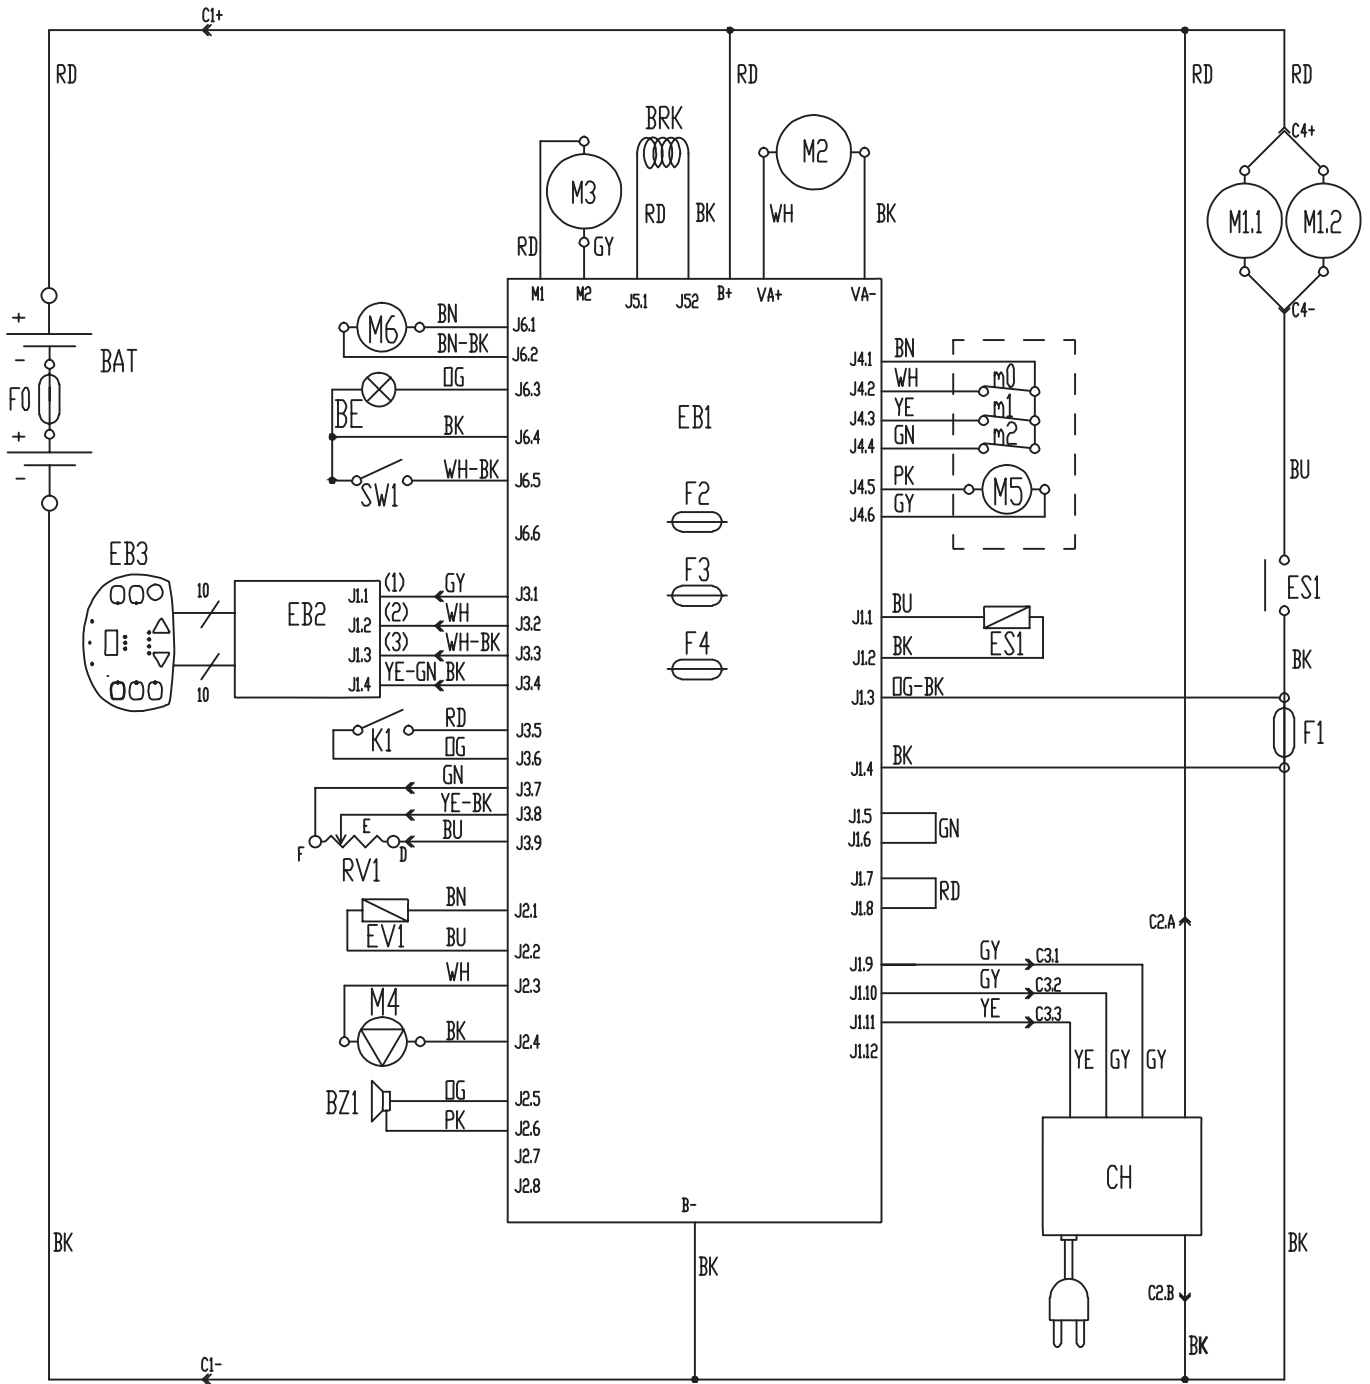 C1+
RD
RD
RD
RD
C4+
BRK
M2
M3
M1.1
M1.2
RD
BK
WH
BK
RD
GY
M1
M2
J5.1
J52
B+
VA+
VA-
C4-
+
-
BAT
F0
+
-
M6
BN
J6.1
BN-BK
J6.2
OG
J6.3
BE
BK
J6.4
WH-BK
J6.5
SW1
J6.6
EB1
F2
F3
F4
BN
J4.1
WH
J4.2
m0
YE
J4.3
m1
GN
J4.4
m2
PK
J4.5
M5
GY
J4.6
BU
ES1
BK
EB3
10
10
EB2
J1.1
(1)
GY
J3.1
J1.2
(2)
WH
J3.2
J1.3
(3)
WH-BK
J3.3
J1.4
YE-GN
BK
J3.4
BU
J1.1
ES1
BK
J1.2
OG-BK
J1.3
F1
BK
J1.4
RD
J3.5
K1
OG
J3.6
GN
J3.7
YE-BK
J3.8
E
BU
J3.9
F
D
RV1
J1.5
GN
J1.6
J1.7
RD
J1.8
BN
J2.1
EV1
BU
J2.2
WH
J2.3
M4
BK
J2.4
BZ1
OG
J2.5
PK
J2.6
J2.7
J2.8
C2.A
GY
J1.9
C3.1
GY
J1.10
C3.2
YE
J1.11
C3.3
J1.12
YE
GY
GY
CH
B-
BK
BK
BK
C2.B
BK
C1-